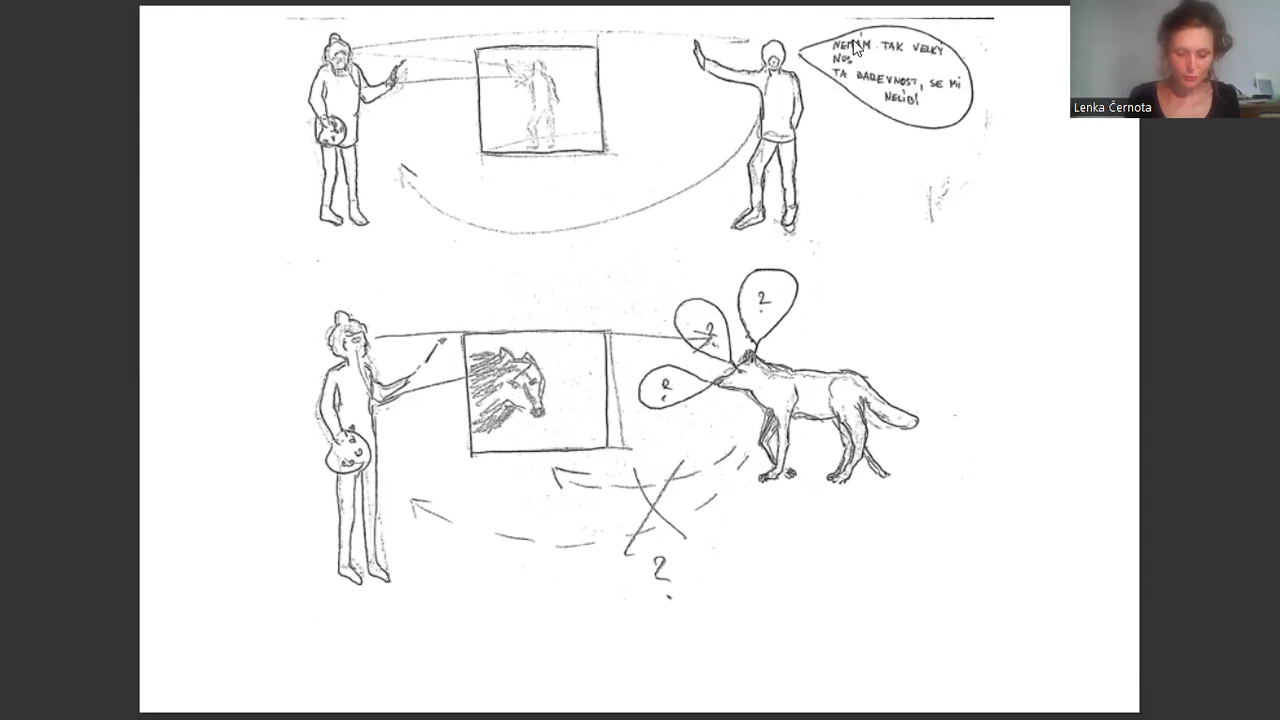 NEMÁM TAK VELKÝ
NOS
TA BAREVNOST, SE MI
NELÍBÍ
Lenka Černota
?
?
?
?